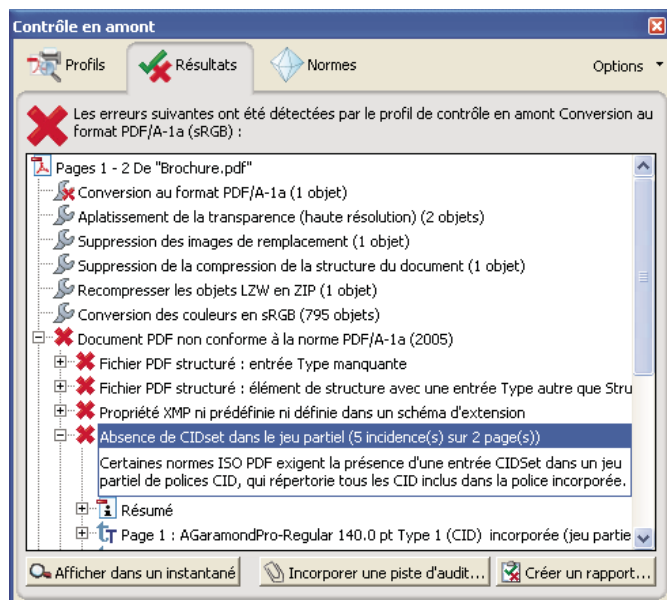 Contrôle en amont
Profils
Résultats
Normes
Options
Les erreurs suivantes ont été détectées par le profil de contrôle en amont Conversion au
format PDF/A-1a (sRGB) :
Pages 1 - 2 De "Brochure.pdf"
Conversion au format PDF/A-1a (1 objet)
Aplatissement de la transparence (haute résolution) (2 objets)
Suppression des images de remplacement (1 objet)
Suppression de la compression de la structure du document (1 objet)
Recompresser les objets LZW en ZIP (1 objet)
Conversion des couleurs en sRGB (795 objets)
Document PDF non conforme à la norme PDF/A-1a (2005)
Fichier PDF structuré : entrée Type manquante
Fichier PDF structuré : élément de structure avec une entrée Type autre que Stru
Propriété XMP ni prédéfinie ni définie dans un schéma d'extension
Absence de CIDset dans le jeu partiel (5 incidence(s) sur 2 page(s))
Certaines normes ISO PDF exigent la présence d'une entrée CIDSet dans un jeu
partiel de polices CID, qui répertorie tous les CID inclus dans la police incorporée.
Résumé
Page 1 : AGaramondPro-Regular 140.0 pt Type 1 (CID) incorporée (jeu partie
Afficher dans un instantané
Incorporer une piste d'audit...
Créer un rapport...